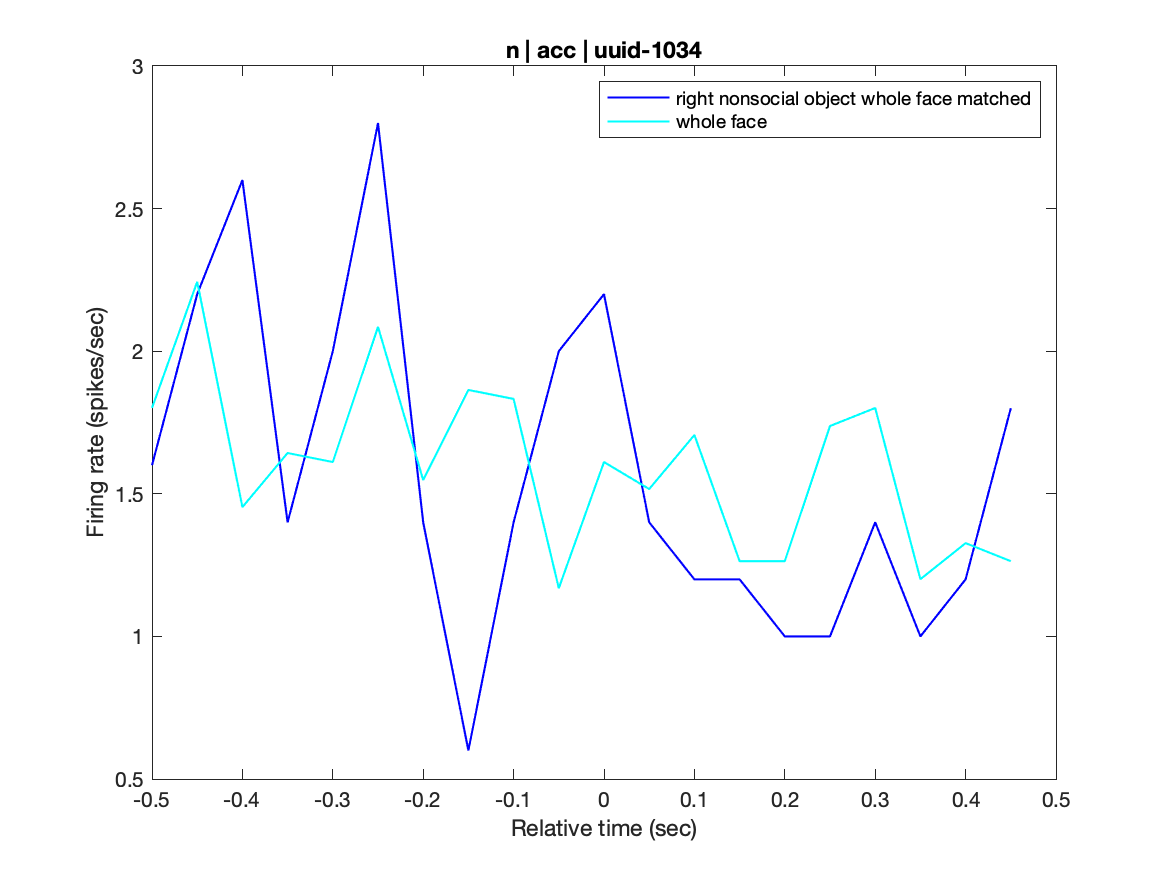 n | acc | uuid-1034
right nonsocial object whole face matched
whole face
Firing rate (spikes/sec)
3
2.5
2
1.5
1
0.5
-0.5 -0.4 -0.3 -0.2 -0.1 0 0.1 0.2 0.3 0.4 0.5
Relative time (sec)